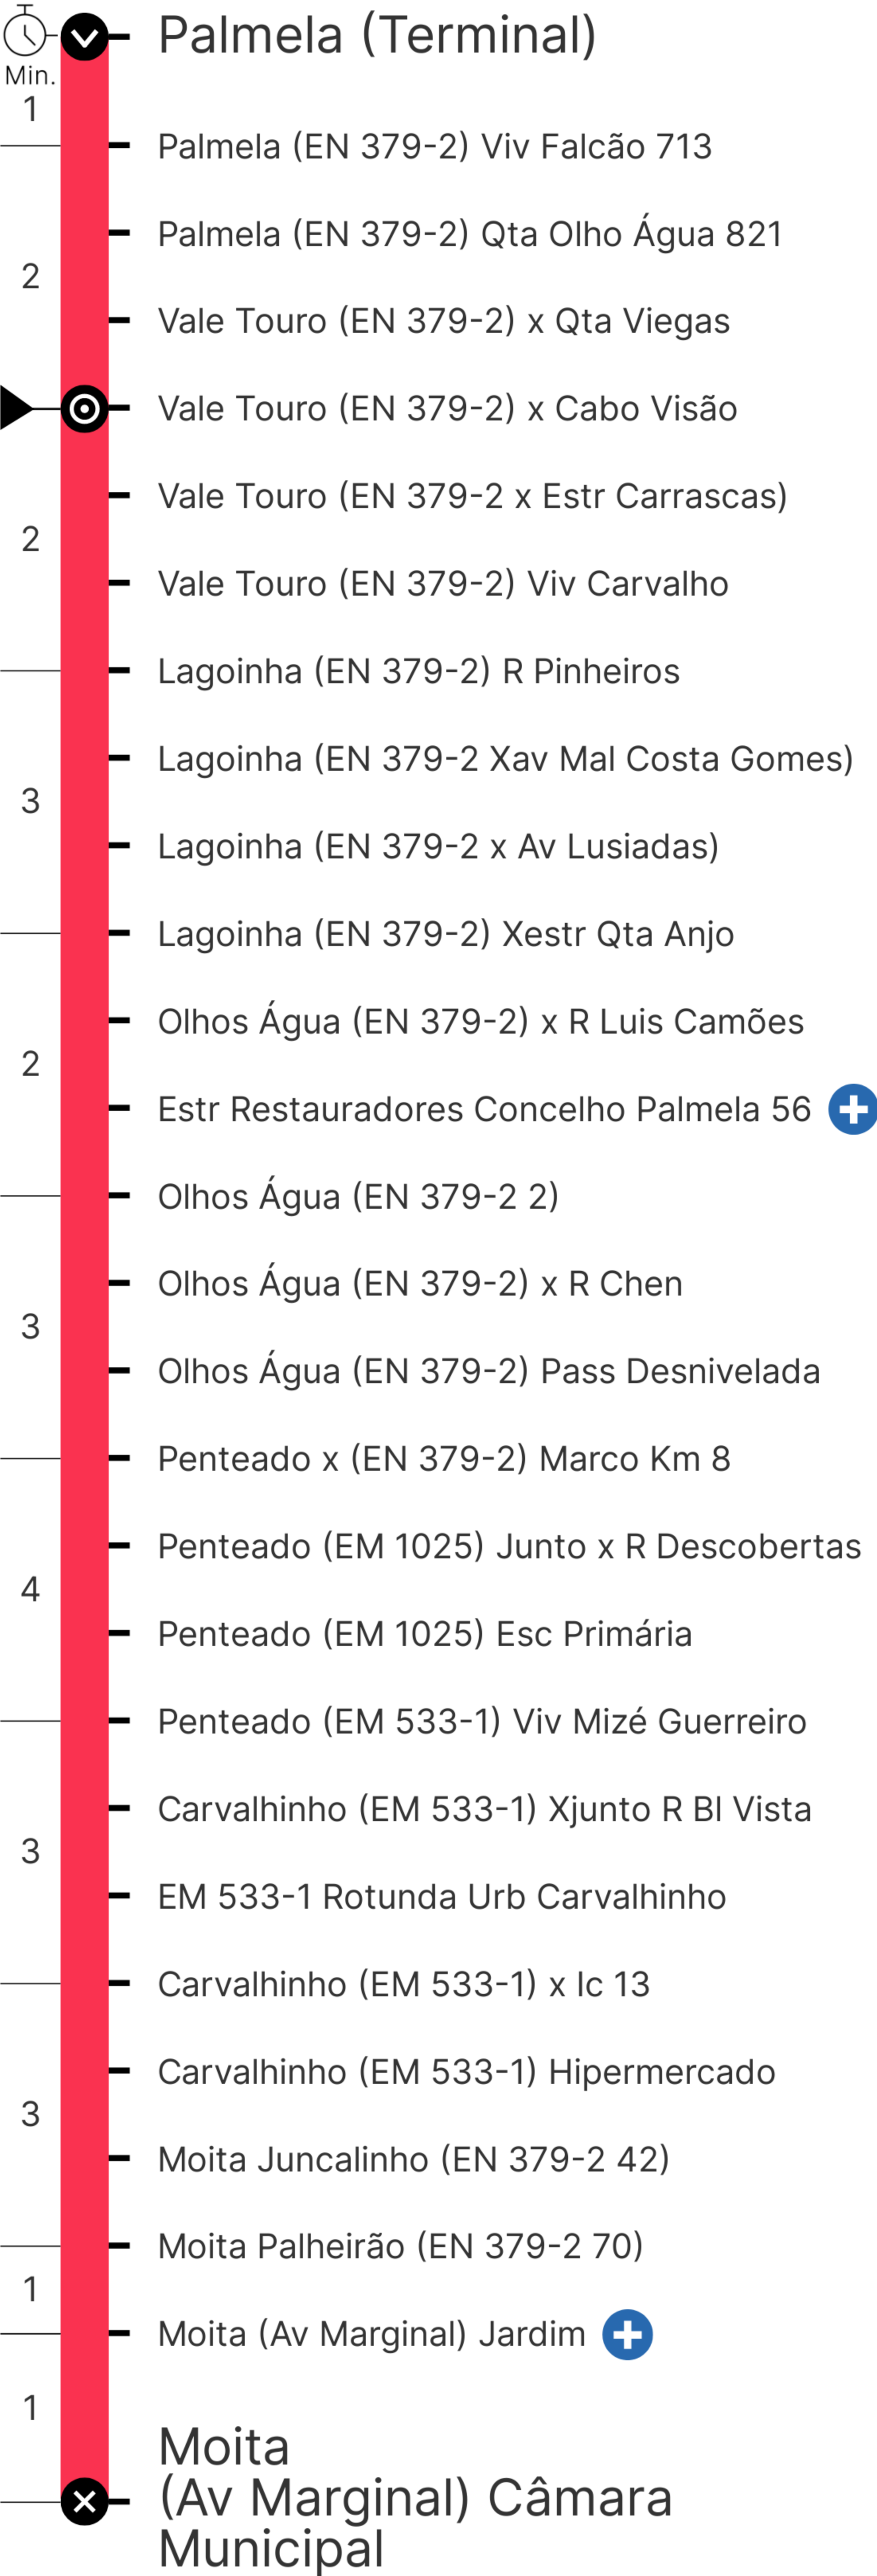 Palmela (Terminal)
Min.
1
Palmela (EN 379-2) Viv Falcão 713
Palmela (EN 379-2) Qta Olho Água 821
2
Vale Touro (EN 379-2) x Qta Viegas
Vale Touro (EN 379-2) x Cabo Visão
Vale Touro (EN 379-2 x Estr Carrascas)
2
Vale Touro (EN 379-2) Viv Carvalho
Lagoinha (EN 379-2) R Pinheiros
Lagoinha (EN 379-2 Xav Mal Costa Gomes)
3
Lagoinha (EN 379-2 x Av Lusiadas)
Lagoinha (EN 379-2) Xestr Qta Anjo
Olhos Água (EN 379-2) x R Luis Camões
2
Estr Restauradores Concelho Palmela 56
Olhos Água (EN 379-2 2)
Olhos Água (EN 379-2) x R Chen
3
Olhos Água (EN 379-2) Pass Desnivelada
Penteado x (EN 379-2) Marco Km 8
Penteado (EM 1025) Junto x R Descobertas
4
Penteado (EM 1025) Esc Primária
Penteado (EM 533-1) Viv Mizé Guerreiro
Carvalhinho (EM 533-1) Xjunto R Bl Vista
3
EM 533-1 Rotunda Urb Carvalhinho
Carvalhinho (EM 533-1) x Ic 13
Carvalhinho (EM 533-1) Hipermercado
3
Moita Juncalinho (EN 379-2 42)
Moita Palheirão (EN 379-2 70)
1
Moita (Av Marginal) Jardim
1
Moita
(Av Marginal) Câmara
Municipal